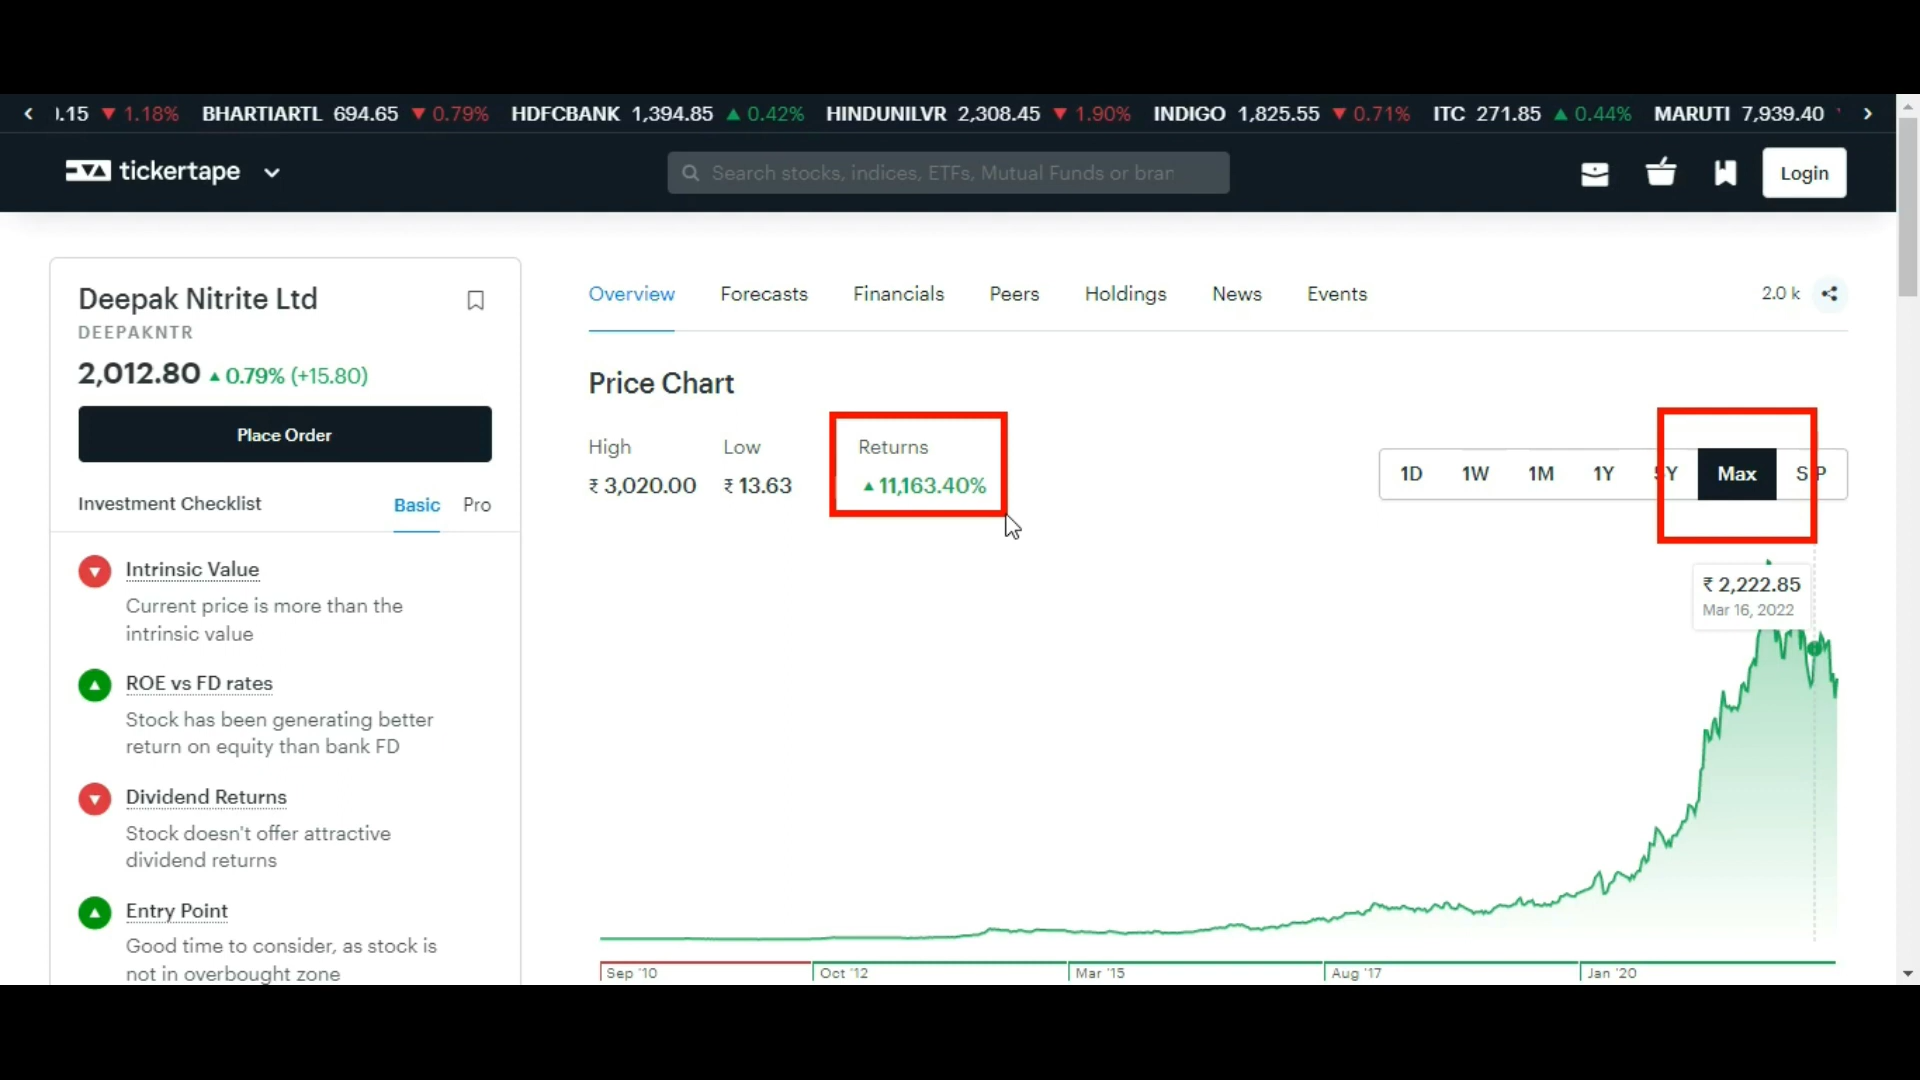 ).15 ▼ 1.18% BHARTIARTL 694.65 ▼ 0.79% HDFCBANK 1,394.85 ▲ 0.42% HINDUNILVR 2,308.45 ▼ 1.90% INDIGO 1,825.55 ▼ 0.71% ITC 271.85 ▲ 0.44% MARUTI 7,939.40
tickertape
Search stocks, indices, ETFs, Mutual Funds or bran
Login
Deepak Nitrite Ltd
DEEPAKNTR
2,012.80 ▲ 0.79% (+15.80)
Place Order
Investment Checklist Basic Pro
Intrinsic Value
Current price is more than the
intrinsic value
ROE vs FD rates
Stock has been generating better
return on equity than bank FD
Dividend Returns
Stock doesn't offer attractive
dividend returns
Entry Point
Good time to consider, as stock is
not in overbought zone
Overview Forecasts Financials Peers Holdings News Events 2.0 k
Price Chart
High Low Returns
₹ 3,020.00 ₹ 13.63 ▲ 11,163.40%
1D 1W 1M 1Y 5Y Max SIP
₹ 2,222.85
Mar 16, 2022
Sep '10 Oct '12 Mar '15 Aug '17 Jan '20